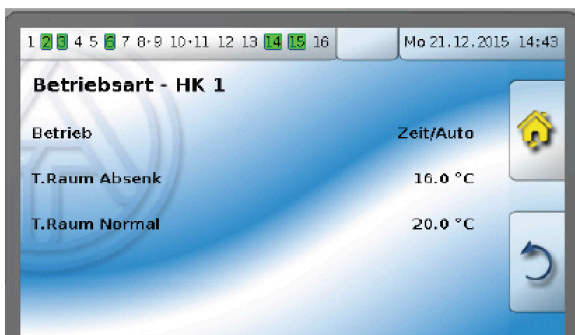 1 2 3 4 5 6 7 8-9 10-11 12 13 14 15 16 Mo 21.12.2015 14:43
Betriebsart - HK 1
Betrieb Zeit/Auto
T.Raum Absenk 16.0 °C
T.Raum Normal 20.0 °C